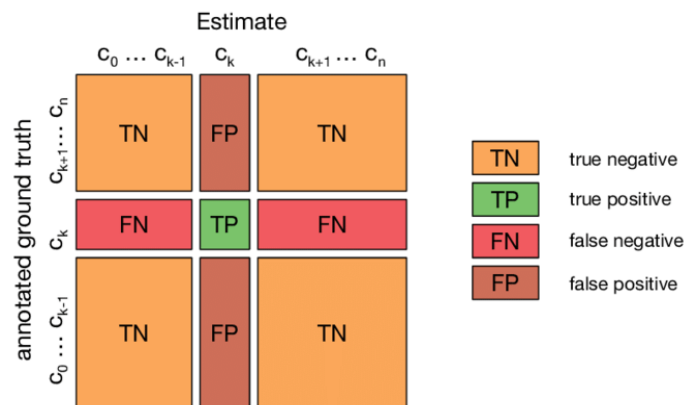 Estimate
c0 ... ck-1 ck ck+1 ... cn
annotated ground truth
ck+1 ... cn
TN FP TN
ck
FN TP FN
c0 ... ck-1
TN FP TN
TN true negative
TP true positive
FN false negative
FP false positive